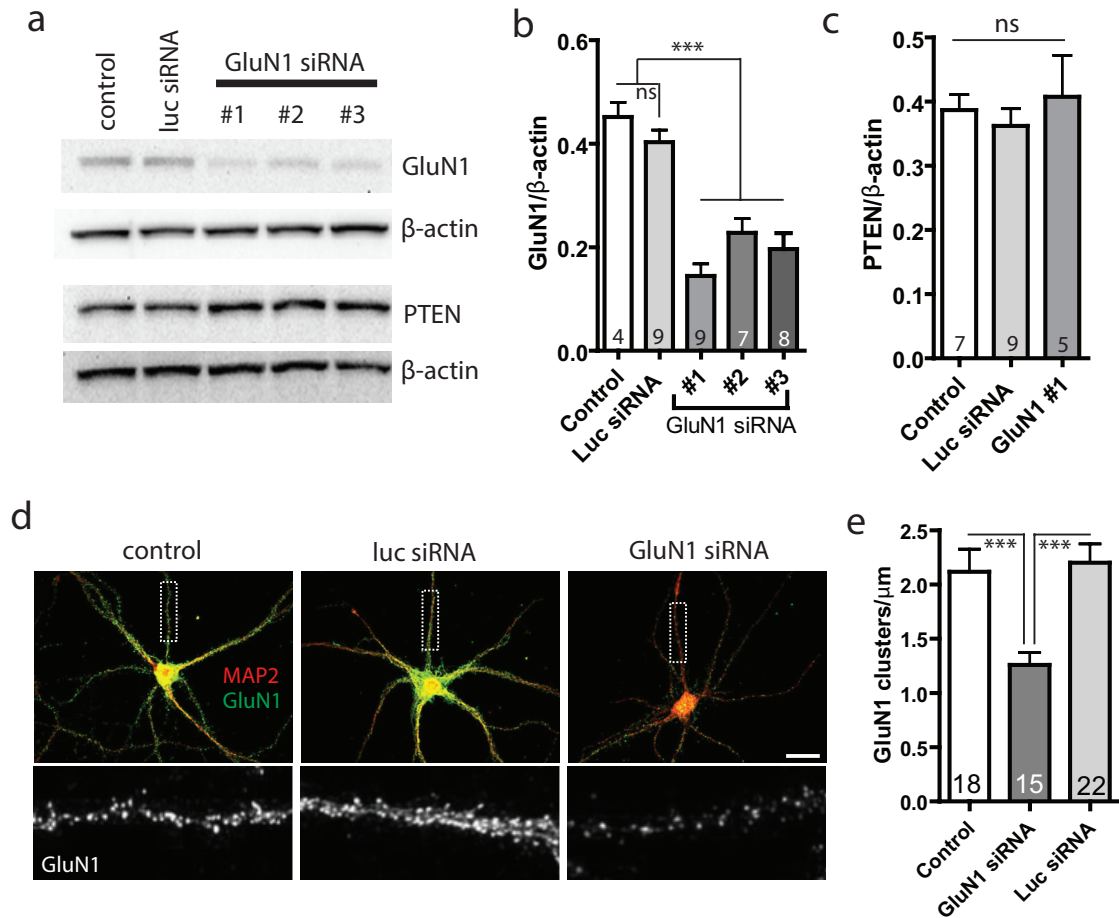 a
control
luc siRNA
GluN1 siRNA
#1 #2 #3
GluN1
β-actin
PTEN
β-actin
b
GluN1/β-actin
0.6
0.4
0.2
0.0
***
ns
4 9 9 7 8
Control
Luc siRNA
#1
#2
#3
GluN1 siRNA
c
PTEN/β-actin
0.5
0.4
0.3
0.2
0.1
0.0
ns
7 9 5
Control
Luc siRNA
GluN1 #1
d
control luc siRNA GluN1 siRNA
MAP2
GluN1
GluN1
e
GluN1 clusters/μm
2.5
2.0
1.5
1.0
0.5
0.0
*** ***
18 15 22
Control
GluN1 siRNA
Luc siRNA